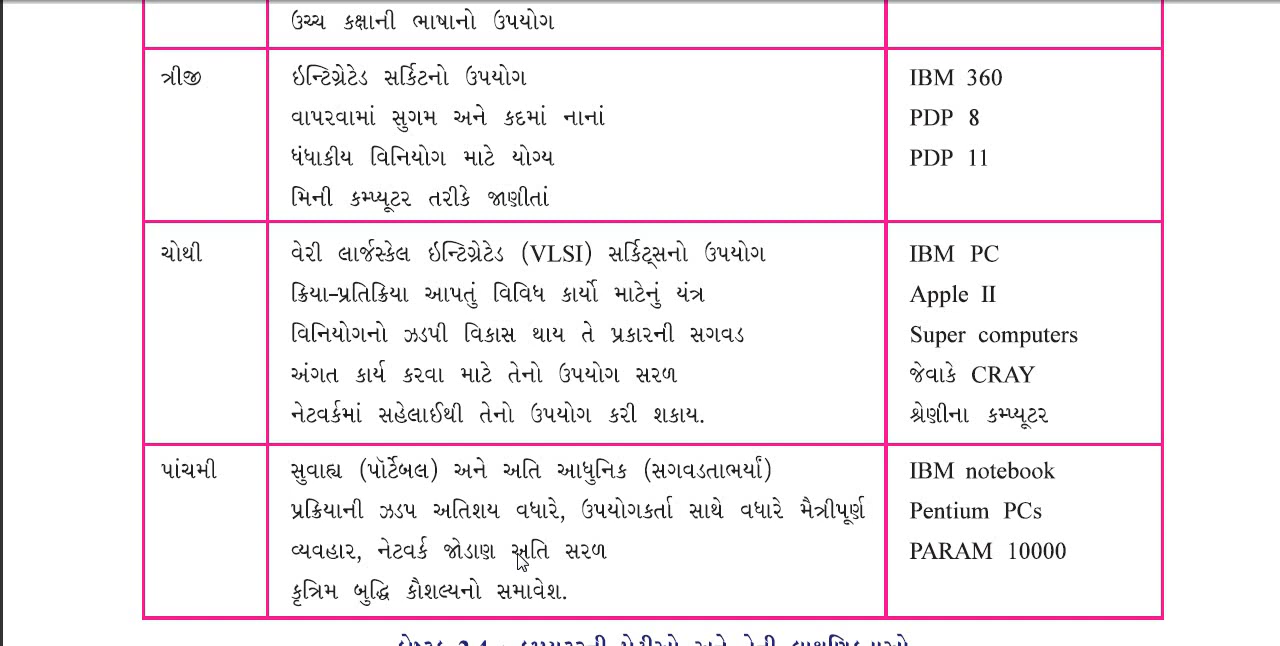 ઉચ્ચ કક્ષાની ભાષાનો ઉપયોગ
ત્રીજી
ઇન્ટિગ્રેટેડ સર્કિટનો ઉપયોગ
વાપરવામાં સુગમ અને કદમાં નાનાં
ધંધાકીય વિનિયોગ માટે યોગ્ય
મિની કમ્પ્યૂટર તરીકે જાણીતાં
IBM 360
PDP 8
PDP 11
ચોથી
વેરી લાર્જસ્કેલ ઇન્ટિગ્રેટેડ (VLSI) સર્કિટ્સનો ઉપયોગ
ક્રિયા-પ્રતિક્રિયા આપતું વિવિધ કાર્યો માટેનું યંત્ર
વિનિયોગનો ઝડપી વિકાસ થાય તે પ્રકારની સગવડ
અંગત કાર્ય કરવા માટે તેનો ઉપયોગ સરળ
નેટવર્કમાં સહેલાઈથી તેનો ઉપયોગ કરી શકાય.
IBM PC
Apple II
Super computers
જેવાકે CRAY
શ્રેણીના કમ્પ્યૂટર
પાંચમી
સુવાહ્ય (પૉર્ટેબલ) અને અતિ આધુનિક (સગવડતાભર્યાં)
પ્રક્રિયાની ઝડપ અતિશય વધારે, ઉપયોગકર્તા સાથે વધારે મૈત્રીપૂર્ણ
વ્યવહાર, નેટવર્ક જોડાણ અતિ સરળ
કૃત્રિમ બુદ્ધિ કૌશલ્યનો સમાવેશ.
IBM notebook
Pentium PCs
PARAM 10000